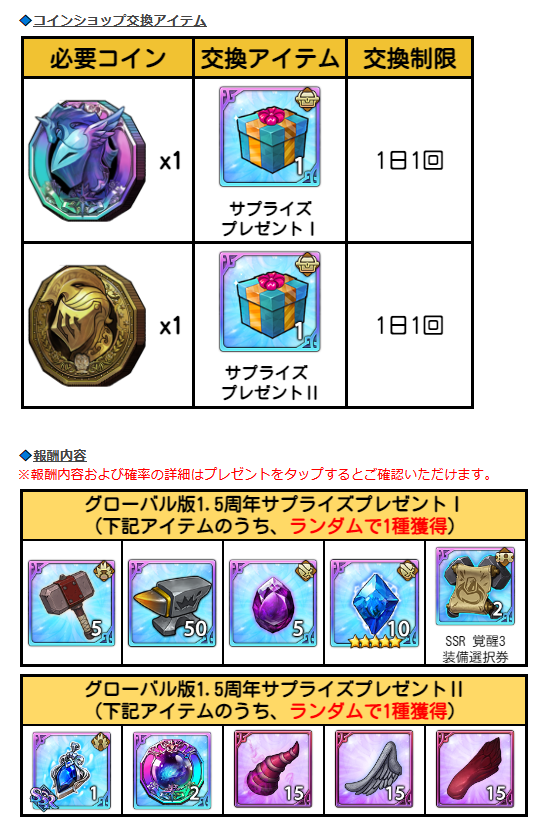 ◆コインショップ交換アイテム
必要コイン 交換アイテム 交換制限
x1 1 1日1回
サプライズ
プレゼントⅠ
x1 1 1日1回
サプライズ
プレゼントⅡ
◆報酬内容
※報酬内容および確率の詳細はプレゼントをタップするとご確認いただけます。
グローバル版1.5周年サプライズプレゼントⅠ
（下記アイテムのうち、ランダムで1種獲得）
5 50 5 10 2
SSR 覚醒3
装備選択券
グローバル版1.5周年サプライズプレゼントⅡ
（下記アイテムのうち、ランダムで1種獲得）
SSR 1 2 15 15 15